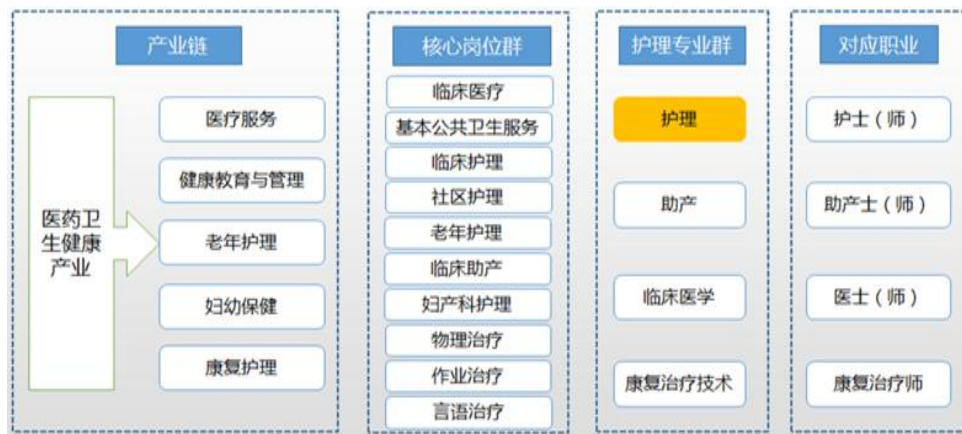 产业链
医药卫
生健康
产业
医疗服务
健康教育与管理
老年护理
妇幼保健
康复护理
核心岗位群
临床医疗
基本公共卫生服务
临床护理
社区护理
老年护理
临床助产
妇产科护理
物理治疗
作业治疗
言语治疗
护理专业群
护理
助产
临床医学
康复治疗技术
对应职业
护士（师）
助产士（师）
医士（师）
康复治疗师